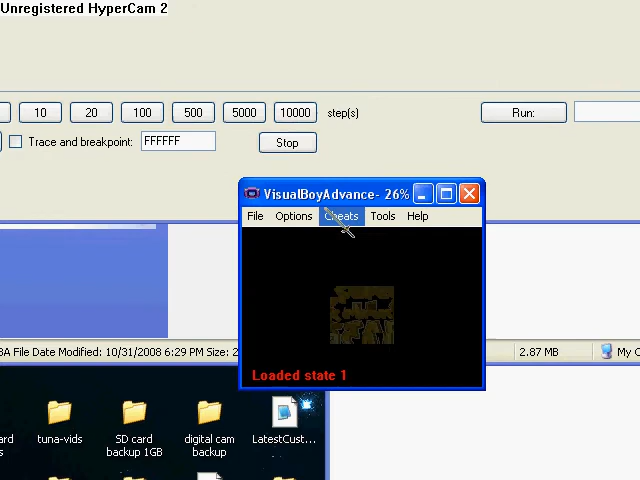 Unregistered HyperCam 2
10 20 100 500 5000 10000 step(s) Run:
Trace and breakpoint: FFFFFF Stop
VisualBoyAdvance- 26%
File Options Cheats Tools Help
Loaded state 1
File Date Modified: 10/31/2008 6:29 PM Size: 2
2.87 MB
My C
tuna-vids
SD card
backup 1GB
digital cam
backup
LatestCust...